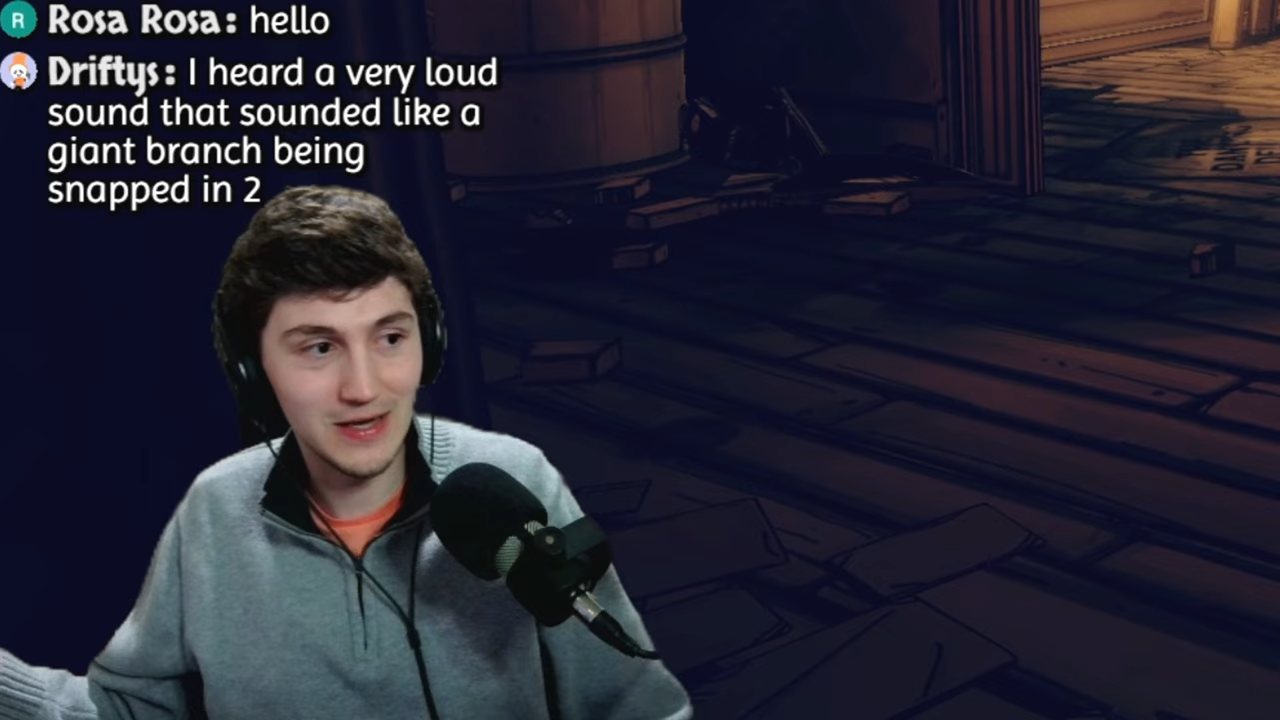 R
Rosa Rosa: hello
Driftys: I heard a very loud
sound that sounded like a
giant branch being
snapped in 2